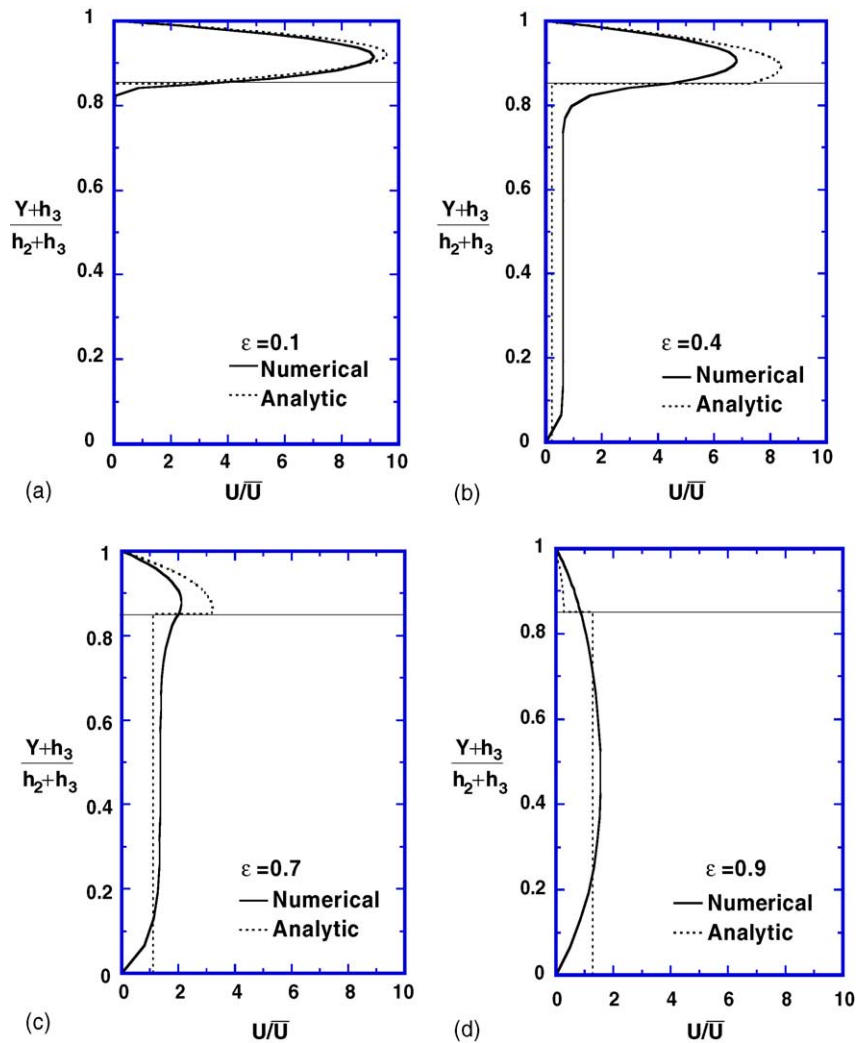 1
0.8
0.6
0.4
0.2
0
Y+h3
h2+h3
ε =0.1
Numerical
Analytic
0 2 4 6 8 10
U/U̅
(a)
1
0.8
0.6
0.4
0.2
0
Y+h3
h2+h3
ε =0.4
Numerical
Analytic
0 2 4 6 8 10
U/U̅
(b)
1
0.8
0.6
0.4
0.2
0
Y+h3
h2+h3
ε =0.7
Numerical
Analytic
0 2 4 6 8 10
U/U̅
(c)
1
0.8
0.6
0.4
0.2
0
Y+h3
h2+h3
ε =0.9
Numerical
Analytic
0 2 4 6 8 10
U/U̅
(d)